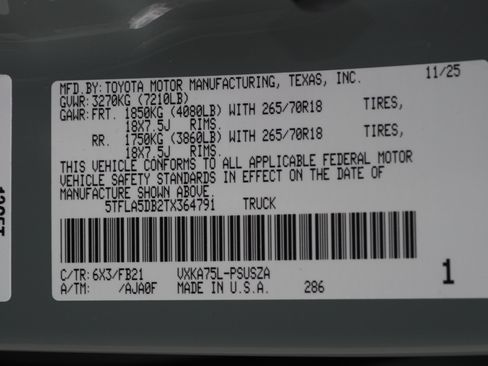 MFD.BY:TOYOTA MOTOR MANUFACTURING, TEXAS, INC. 11/25
GVWR:3270KG (7210LB)
GAWR:FRT. 1850KG (4080LB) WITH 265/70R18 TIRES,
18X7.5J RIMS.
RR. 1750KG (3860LB) WITH 265/70R18 TIRES,
18X7.5J RIMS.
THIS VEHICLE CONFORMS TO ALL APPLICABLE FEDERAL MOTOR
VEHICLE SAFETY STANDARDS IN EFFECT ON THE DATE OF
MANUFACTURE SHOWN ABOVE.
5TFLA5DB2TX364791 TRUCK
C/TR: 6X3/FB21 VXKA75L-PSUSZA 1
A/TM: /AJA0F MADE IN U.S.A. 286